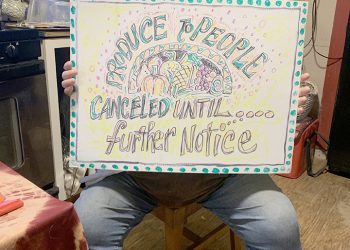 PRODUCE To PEOPLE
CANCELED UNTIL....
further Notice...